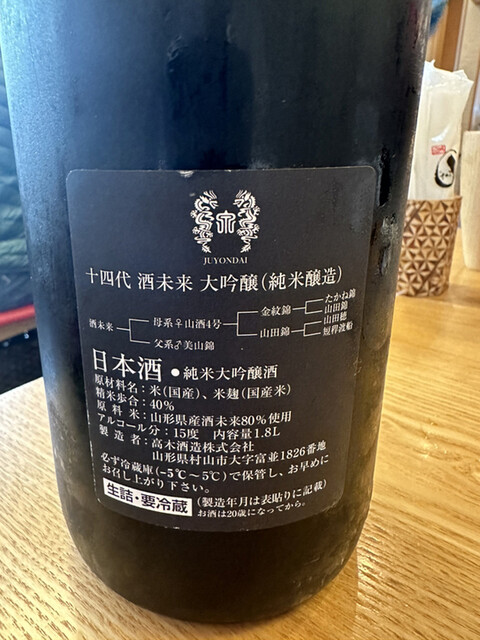 JUYONDAI
十四代 酒未来 大吟醸(純米醸造)
酒未来
母系♀山酒4号
金紋錦
たかね錦
山田錦
山田錦
山田穂
短稈渡船
父系♂美山錦
日本酒 ●純米大吟醸酒
原材料名:米(国産)、米麹(国産米)
精米歩合:40%
原料米:山形県産酒未来80%使用
アルコール分:15度 内容量1.8L
製造者:高木酒造株式会社
山形県村山市大字富並1826番地
必ず冷蔵庫(−5℃~5℃)で保管し、お早めに
お召し上がり下さい。
生詰・要冷蔵 (製造年月は表貼りに記載)
お酒は20歳になってから。